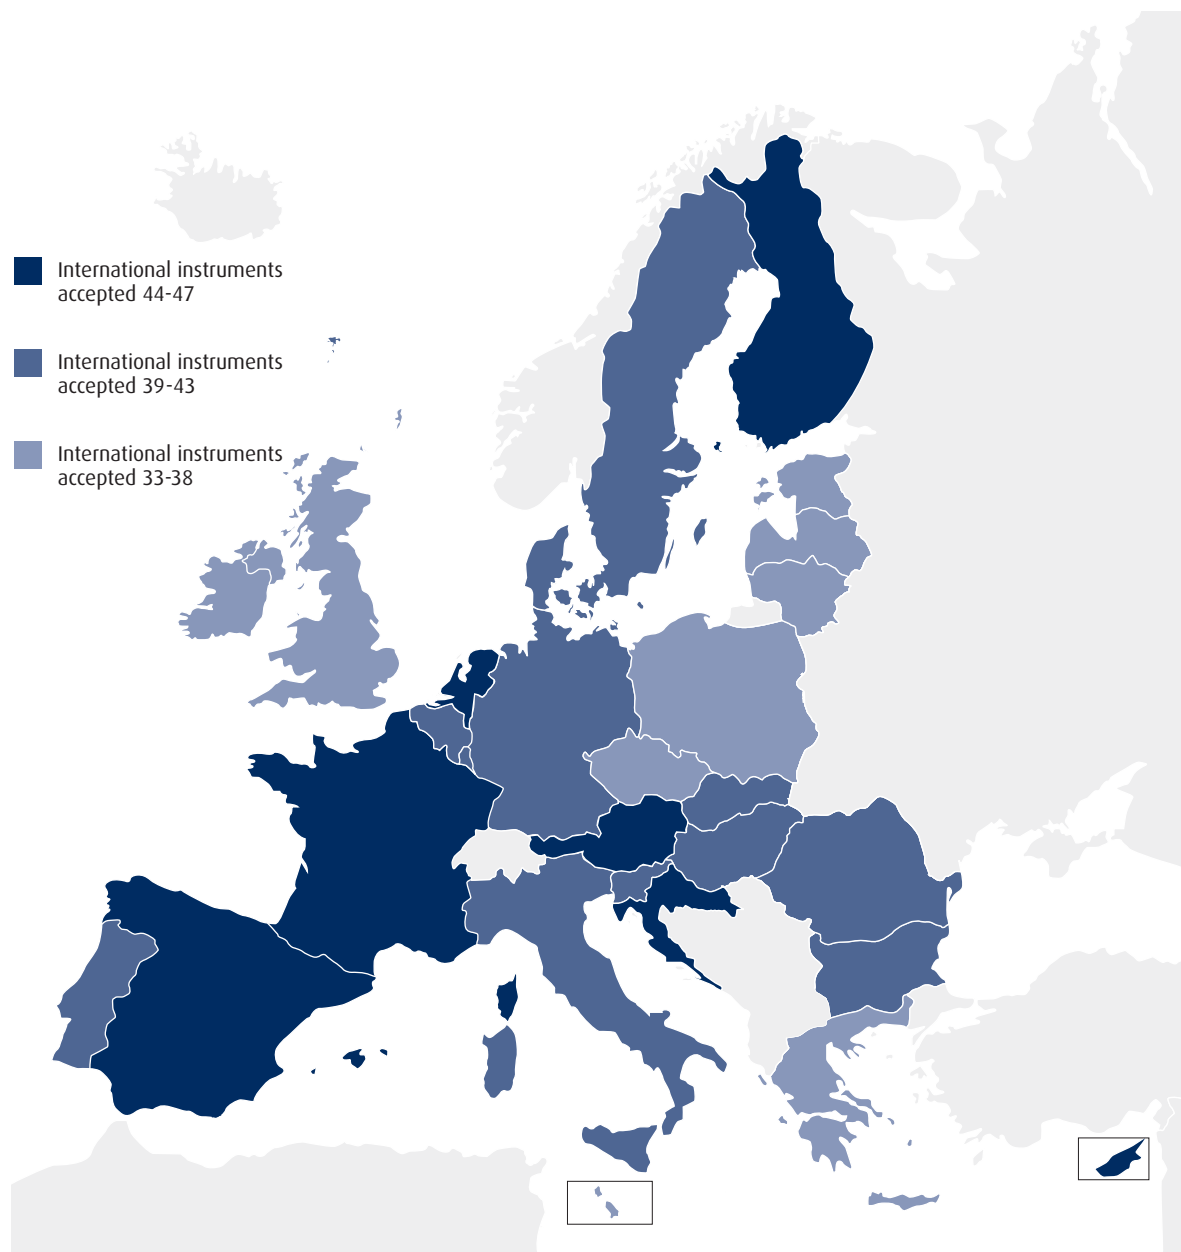 International instruments
accepted 44-47
International instruments
accepted 39-43
International instruments
accepted 33-38